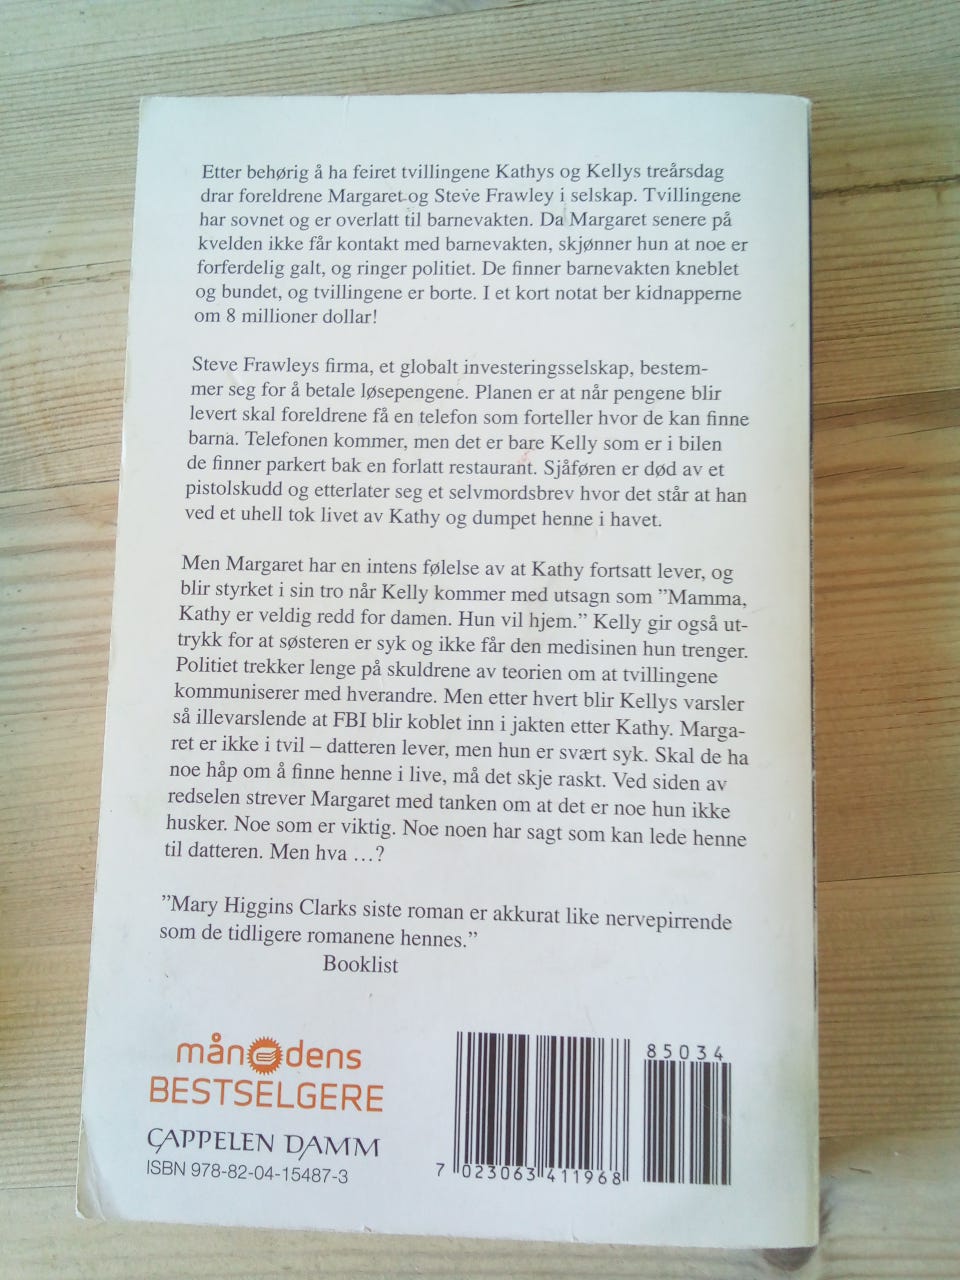 Etter behørig å ha feiret tvillingene Kathys og Kellys treårsdag
drar foreldrene Margaret og Steve Frawley i selskap. Tvillingene
har sovnet og er overlatt til barnevakten. Da Margaret senere på
kvelden ikke får kontakt med barnevakten, skjønner hun at noe er
forferdelig galt, og ringer politiet. De finner barnevakten kneblet
og bundet, og tvillingene er borte. I et kort notat ber kidnapperne
om 8 millioner dollar!
Steve Frawleys firma, et globalt investeringsselskap, bestem-
mer seg for å betale løsepengene. Planen er at når pengene blir
levert skal foreldrene få en telefon som forteller hvor de kan finne
barna. Telefonen kommer, men det er bare Kelly som er i bilen
de finner parkert bak en forlatt restaurant. Sjåføren er død av et
pistolskudd og etterlater seg et selvmordsbrev hvor det står at han
ved et uhell tok livet av Kathy og dumpet henne i havet.
Men Margaret har en intens følelse av at Kathy fortsatt lever, og
blir styrket i sin tro når Kelly kommer med utsagn som ”Mamma,
Kathy er veldig redd for damen. Hun vil hjem.” Kelly gir også ut-
trykk for at søsteren er syk og ikke får den medisinen hun trenger.
Politiet trekker lenge på skuldrene av teorien om at tvillingene
kommuniserer med hverandre. Men etter hvert blir Kellys varsler
så illevarslende at FBI blir koblet inn i jakten etter Kathy. Marga-
ret er ikke i tvil – datteren lever, men hun er svært syk. Skal de ha
noe håp om å finne henne i live, må det skje raskt. Ved siden av
redselen strever Margaret med tanken om at det er noe hun ikke
husker. Noe som er viktig. Noe noen har sagt som kan lede henne
til datteren. Men hva …?
”Mary Higgins Clarks siste roman er akkurat like nervepirrende
som de tidligere romanene hennes.”
Booklist
månedens
BESTSELGERE
CAPPELEN DAMM
ISBN 978-82-04-15487-3
85034
7 023063 411968